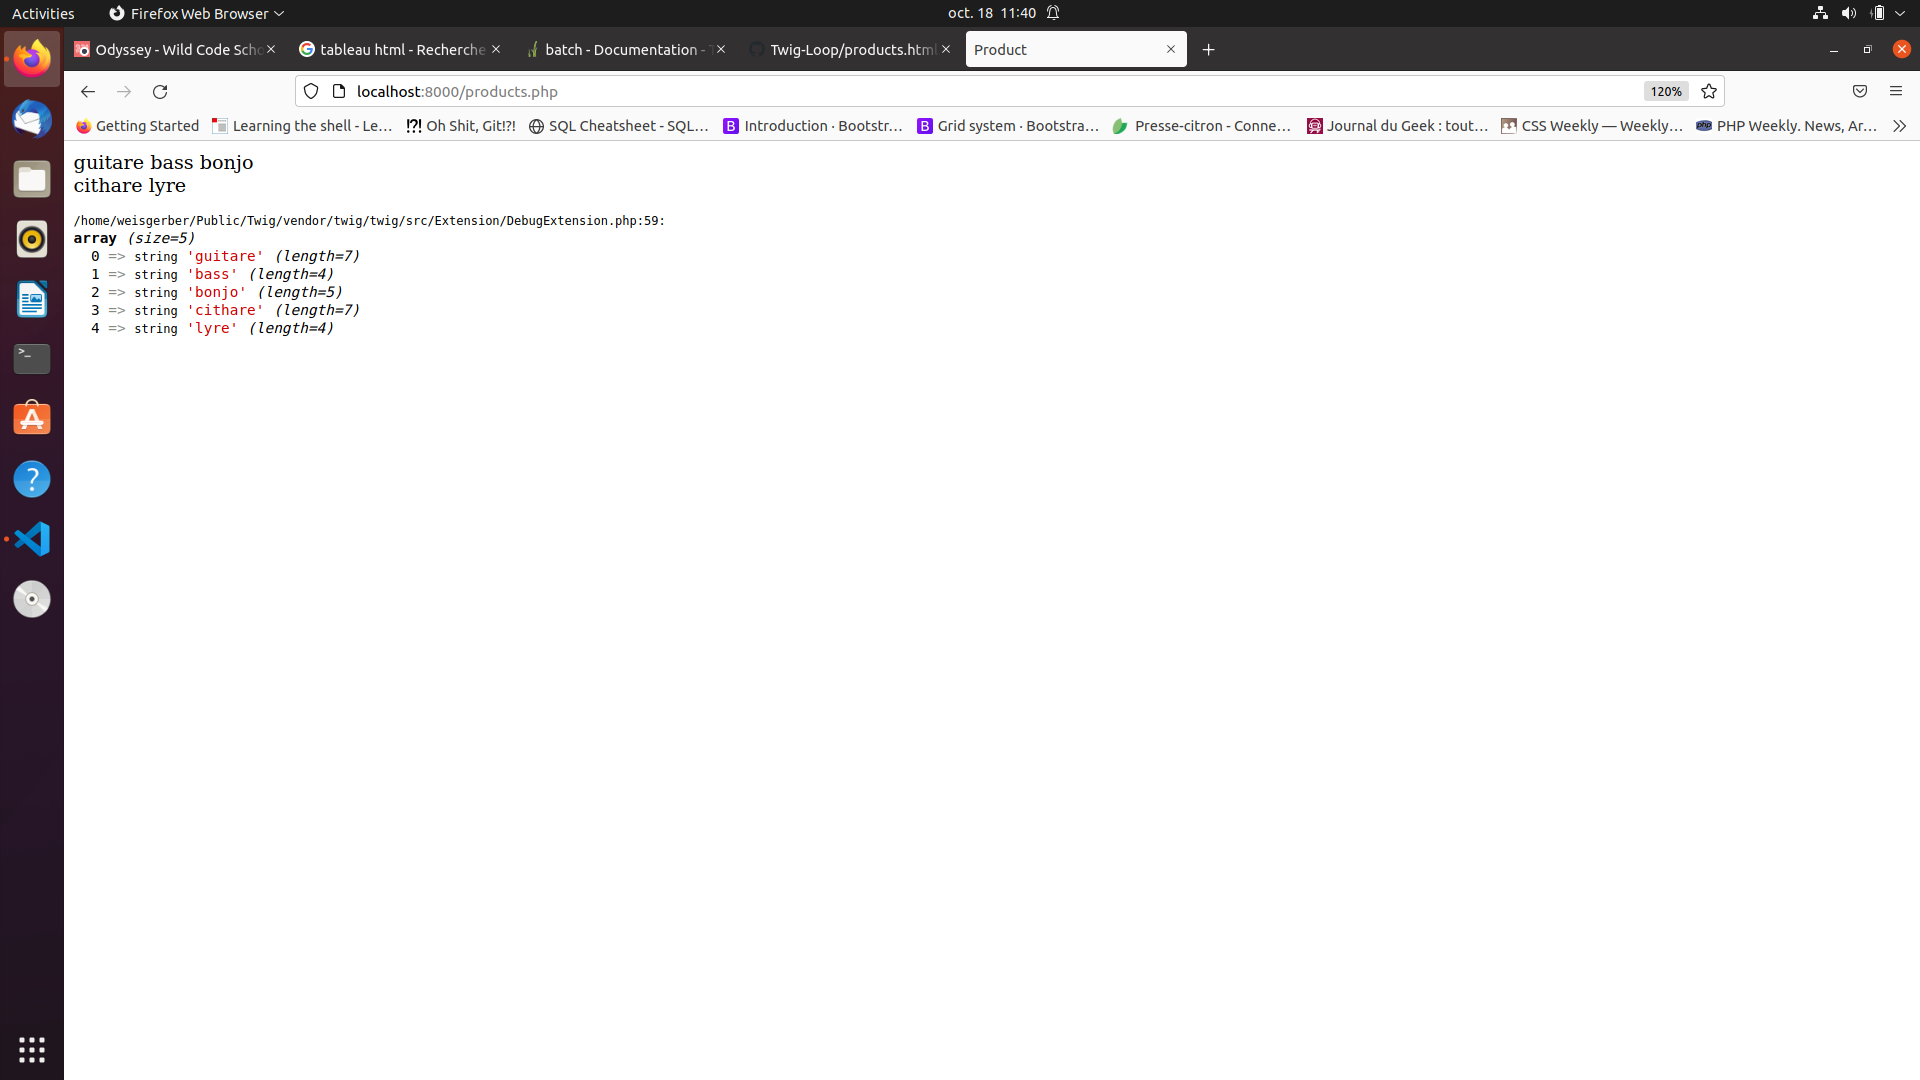 Activities
Firefox Web Browser
oct. 18 11:40
Odyssey - Wild Code Scho
tableau html - Recherche
batch - Documentation - T
Twig-Loop/products.html
Product
localhost:8000/products.php
120%
Getting Started
Learning the shell - Le…
!?! Oh Shit, Git!?!
SQL Cheatsheet - SQL…
B Introduction · Bootstr…
B Grid system · Bootstra…
Presse-citron - Conne…
Journal du Geek : tout…
CSS Weekly — Weekly…
php PHP Weekly. News, Ar…
guitare bass bonjo
cithare lyre
/home/weisgerber/Public/Twig/vendor/twig/twig/src/Extension/DebugExtension.php:59:
array (size=5)
0 => string 'guitare' (length=7)
1 => string 'bass' (length=4)
2 => string 'bonjo' (length=5)
3 => string 'cithare' (length=7)
4 => string 'lyre' (length=4)